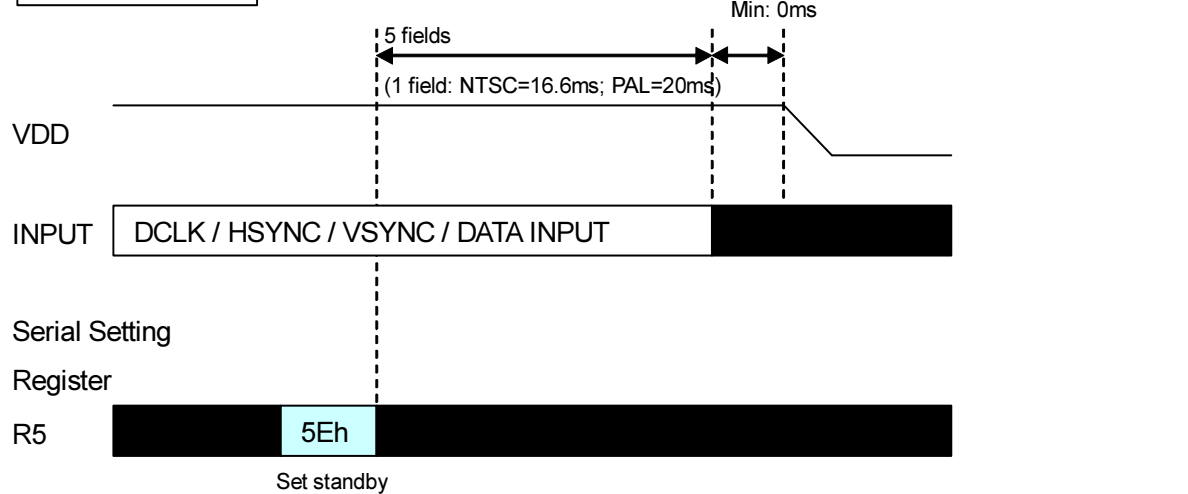 Min: 0ms
5 fields
(1 field: NTSC=16.6ms; PAL=20ms)
VDD
INPUT
DCLK / HSYNC / VSYNC / DATA INPUT
Serial Setting
Register
R5
5Eh
Set standby